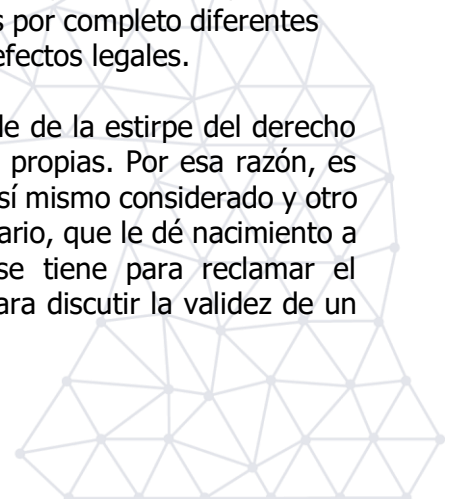 s por completo diferentes
efectos legales.
de de la estirpe del derecho
propias. Por esa razón, es
sí mismo considerado y otro
ario, que le dé nacimiento a
se tiene para reclamar el
ara discutir la validez de un